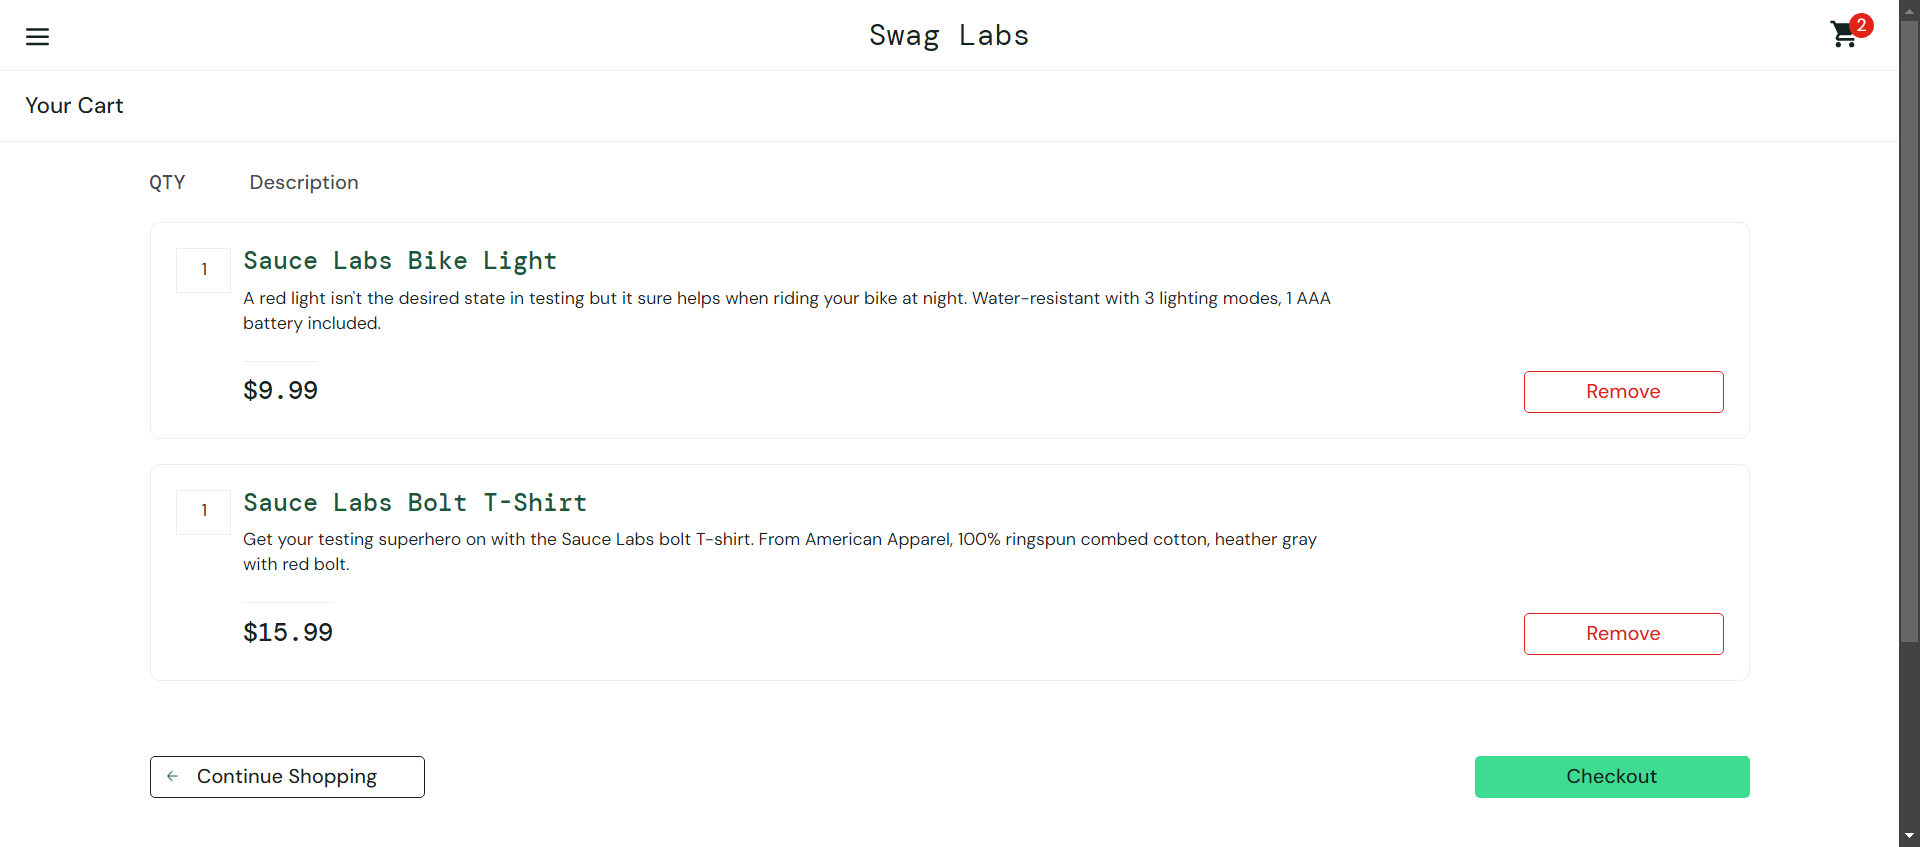 Swag Labs
2
Your Cart
QTY Description
1
Sauce Labs Bike Light
A red light isn't the desired state in testing but it sure helps when riding your bike at night. Water-resistant with 3 lighting modes, 1 AAA
battery included.
$9.99
Remove
1
Sauce Labs Bolt T-Shirt
Get your testing superhero on with the Sauce Labs bolt T-shirt. From American Apparel, 100% ringspun combed cotton, heather gray
with red bolt.
$15.99
Remove
Continue Shopping
Checkout